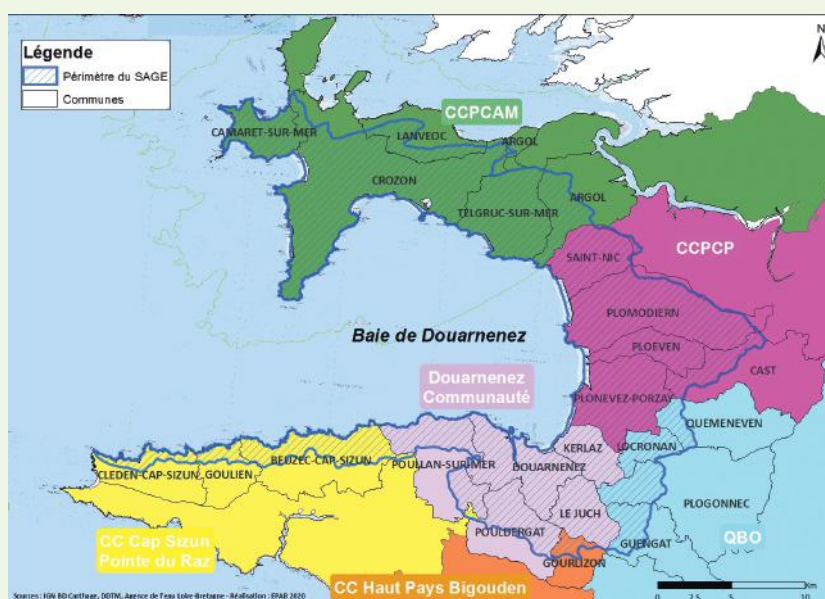 Légende
Périmètre du SAGE
Communes
N
CCPCAM
CAMARET-SUR-MER
LANVEOC
ARGOL
CROZON
TELGRUC-SUR-MER
ARGOL
CCPCP
SAINT-NIC
PLOMODIERN
Baie de Douarnenez
PLOEVEN
CAST
Douarnenez
Communauté
PLONEVEZ-PORZAY
QUEMENEVEN
KERLAZ
LOCRONAN
BEUZEC-CAP-SIZUN
POULLAN-SUR-MER
DOUARNENEZ
CLEDEN-CAP-SIZUN
GOULIEN
PLOGONNEC
LE JUCH
POULDERGAT
GUENGAT
QBO
CC Cap Sizun
Pointe du Raz
GOURLIZON
CC Haut Pays Bigouden
Km
0 2,5 5 10
Sources : IGN BD Carthage, DDTM, Agence de l'eau Loire-Bretagne - Réalisation : EPAB 2020